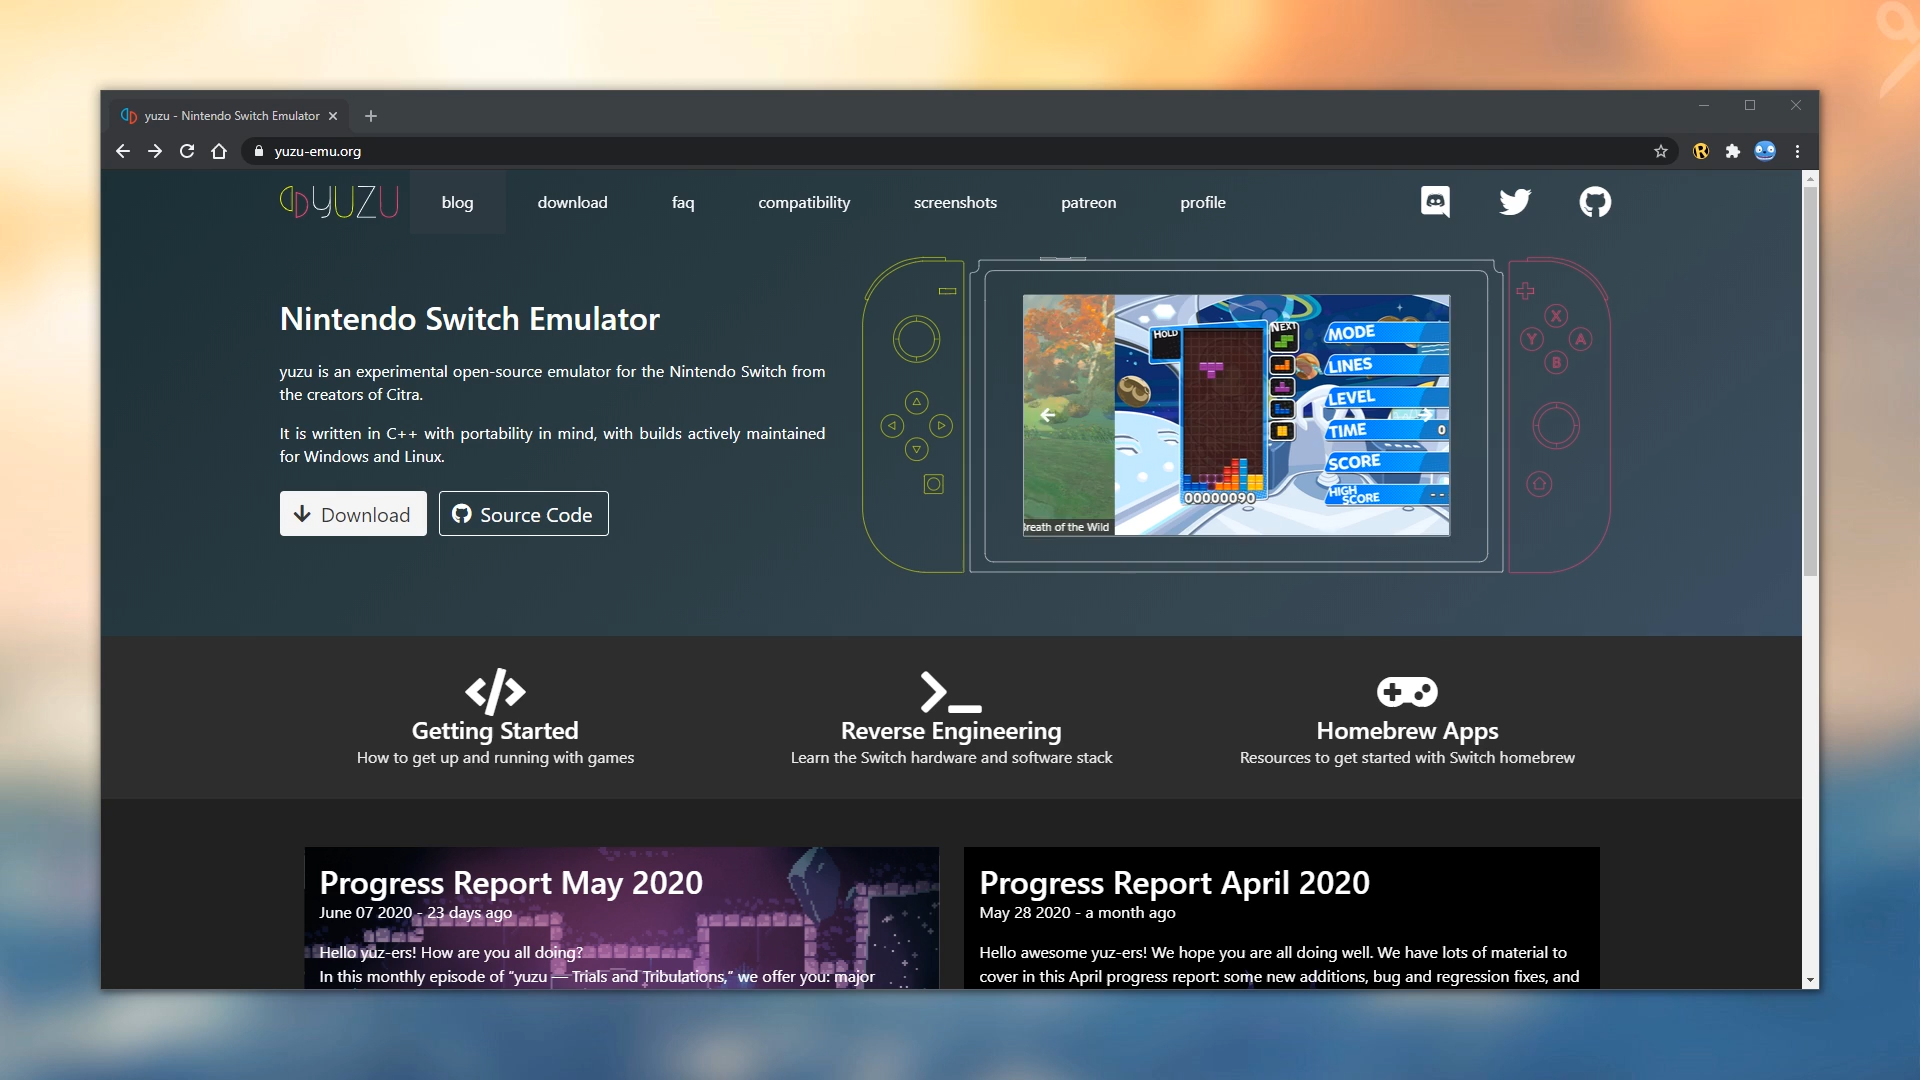 yuzu - Nintendo Switch Emulator
yuzu-emu.org
YUZU
blog
download
faq
compatibility
screenshots
patreon
profile
Nintendo Switch Emulator
yuzu is an experimental open-source emulator for the Nintendo Switch from
the creators of Citra.
It is written in C++ with portability in mind, with builds actively maintained
for Windows and Linux.
Download
Source Code
HOLD
NEXT
MODE
LINES
LEVEL
TIME 0
SCORE
HIGH
SCORE --
00000090
Breath of the Wild
X
Y
A
B
Getting Started
How to get up and running with games
Reverse Engineering
Learn the Switch hardware and software stack
Homebrew Apps
Resources to get started with Switch homebrew
Progress Report May 2020
June 07 2020 - 23 days ago
Hello yuz-ers! How are you all doing?
In this monthly episode of “yuzu — Trials and Tribulations,” we offer you: major
Progress Report April 2020
May 28 2020 - a month ago
Hello awesome yuz-ers! We hope you are all doing well. We have lots of material to
cover in this April progress report: some new additions, bug and regression fixes, and